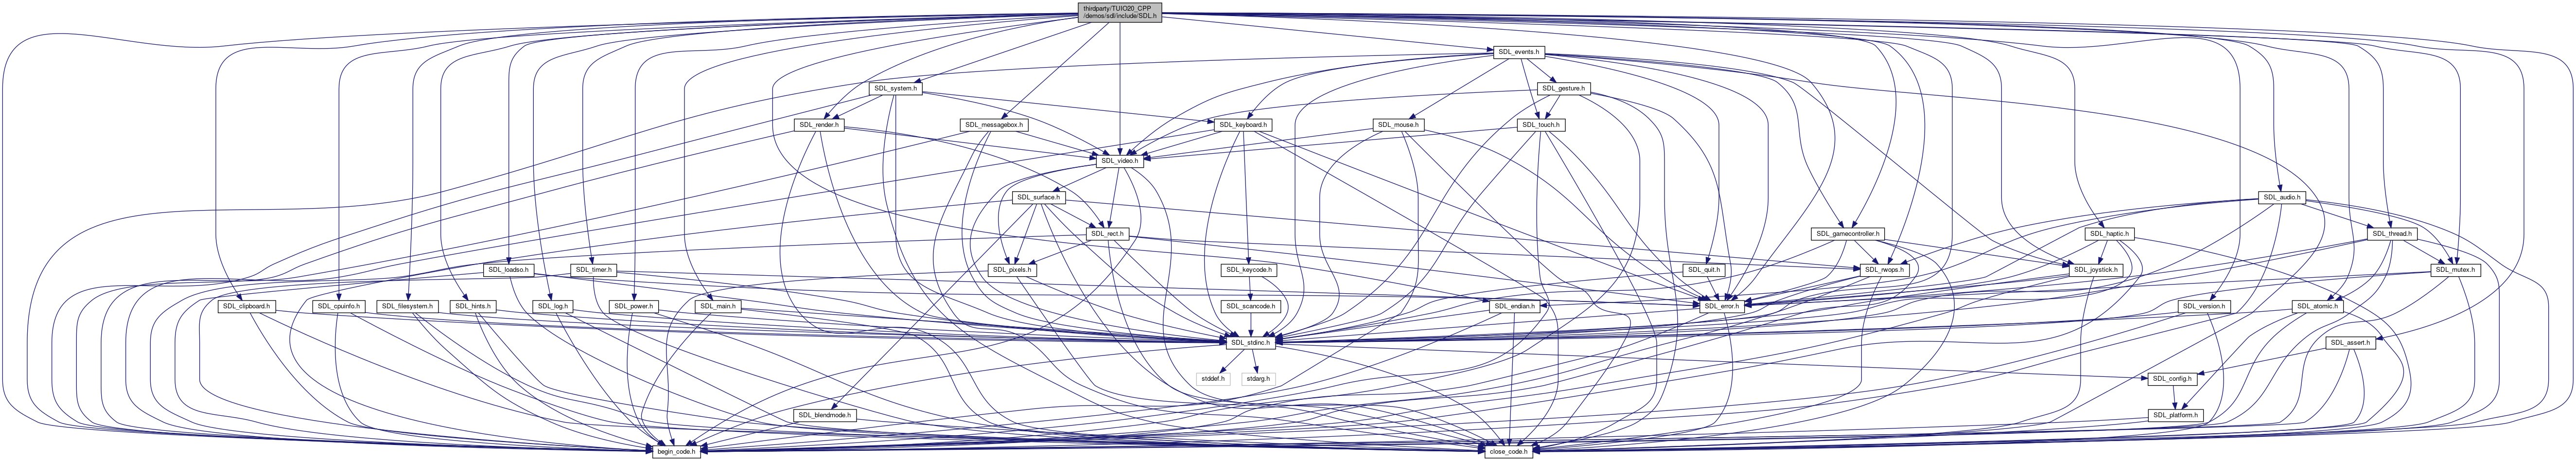 thirdparty/TUIO20_CPP
/demos/sdl/include/SDL.h
SDL_events.h
SDL_system.h
SDL_gesture.h
SDL_render.h
SDL_messagebox.h
SDL_keyboard.h
SDL_mouse.h
SDL_touch.h
SDL_video.h
SDL_surface.h
SDL_audio.h
SDL_rect.h
SDL_gamecontroller.h
SDL_haptic.h
SDL_thread.h
SDL_loadso.h
SDL_timer.h
SDL_pixels.h
SDL_keycode.h
SDL_quit.h
SDL_rwops.h
SDL_joystick.h
SDL_mutex.h
SDL_clipboard.h
SDL_cpuinfo.h
SDL_filesystem.h
SDL_hints.h
SDL_log.h
SDL_power.h
SDL_main.h
SDL_scancode.h
SDL_endian.h
SDL_error.h
SDL_version.h
SDL_atomic.h
SDL_stdinc.h
SDL_assert.h
stddef.h
stdarg.h
SDL_config.h
SDL_blendmode.h
SDL_platform.h
begin_code.h
close_code.h